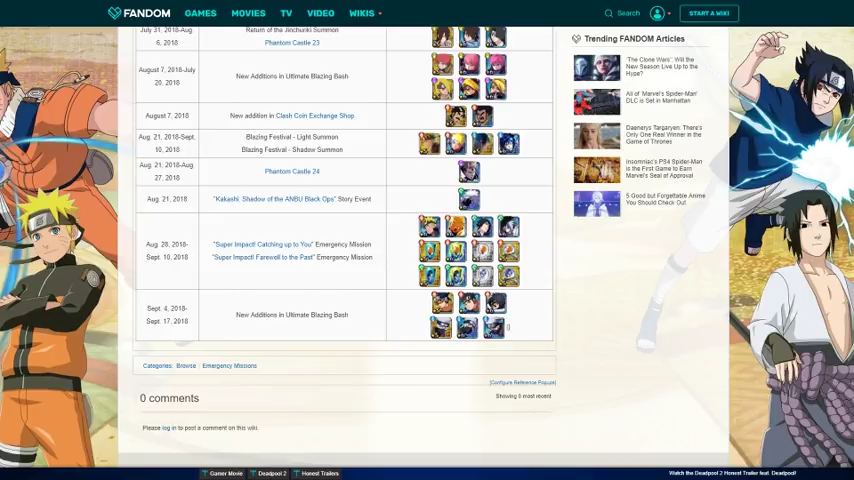 FANDOM GAMES MOVIES TV VIDEO WIKIS Search START A WIKI
July 31, 2018-Aug. 6, 2018
Return of the Jinchuriki Summon
Phantom Castle 23
August 7, 2018-July 20, 2018
New Additions in Ultimate Blazing Bash
August 7, 2018
New addition in Clash Coin Exchange Shop
Aug. 21, 2018-Sept. 10, 2018
Blazing Festival - Light Summon
Blazing Festival - Shadow Summon
Aug. 21, 2018-Aug. 27, 2018
Phantom Castle 24
Aug. 21, 2018
"Kakashi: Shadow of the ANBU Black Ops" Story Event
Aug. 28, 2018-Sept. 10, 2018
"Super Impact! Catching up to You" Emergency Mission
"Super Impact! Farewell to the Past" Emergency Mission
Sept. 4, 2018-Sept. 17, 2018
New Additions in Ultimate Blazing Bash
Categories: Browse Emergency Missions
[Configure Reference Popups]
0 comments
Showing 0 most recent
Please log in to post a comment on this wiki.
Trending FANDOM Articles
'The Clone Wars': Will the
New Season Live Up to the
Hype?
All of 'Marvel's Spider-Man'
DLC is Set in Manhattan
Daenerys Targaryen: There's
Only One Real Winner in the
Game of Thrones
Insomniac's PS4 Spider-Man
is the First Game to Earn
Marvel's Seal of Approval
5 Good but Forgettable Anime
You Should Check Out
Gamer Movie Deadpool 2 Honest Trailers
Watch the Deadpool 2 Honest Trailer feat. Deadpool!